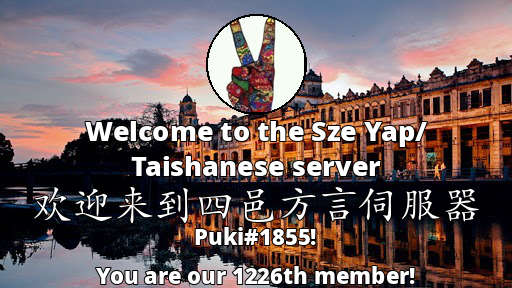 Welcome to the Sze Yap/
Taishanese server
欢迎来到四邑方言伺服器
Puki#1855!
You are our 1226th member!